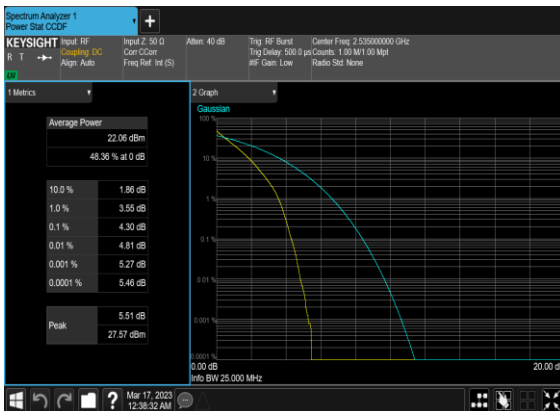 Spectrum Analyzer 1
Power Stat CCDF
+
KEYSIGHT
R T
LV
Input: RF
Coupling: DC
Align: Auto
Input Z: 50 Ω
Corr CCorr
Freq Ref: Int (S)
Atten: 40 dB
Trig: RF Burst
Trig Delay: 500.0 µs
#IF Gain: Low
Center Freq: 2.535000000 GHz
Counts: 1.00 M/1.00 Mpt
Radio Std: None
1 Metrics
Average Power
22.06 dBm
48.36 % at 0 dB
10.0 % 1.86 dB
1.0 % 3.55 dB
0.1 % 4.30 dB
0.01 % 4.81 dB
0.001 % 5.27 dB
0.0001 % 5.46 dB
Peak
5.51 dB
27.57 dBm
2 Graph
Gaussian
100 %
10 %
1 %
0.1 %
0.01 %
0.001 %
0.0001 %
0.00 dB
20.00 d
Info BW 25.000 MHz
?
Mar 17, 2023
12:38:32 AM